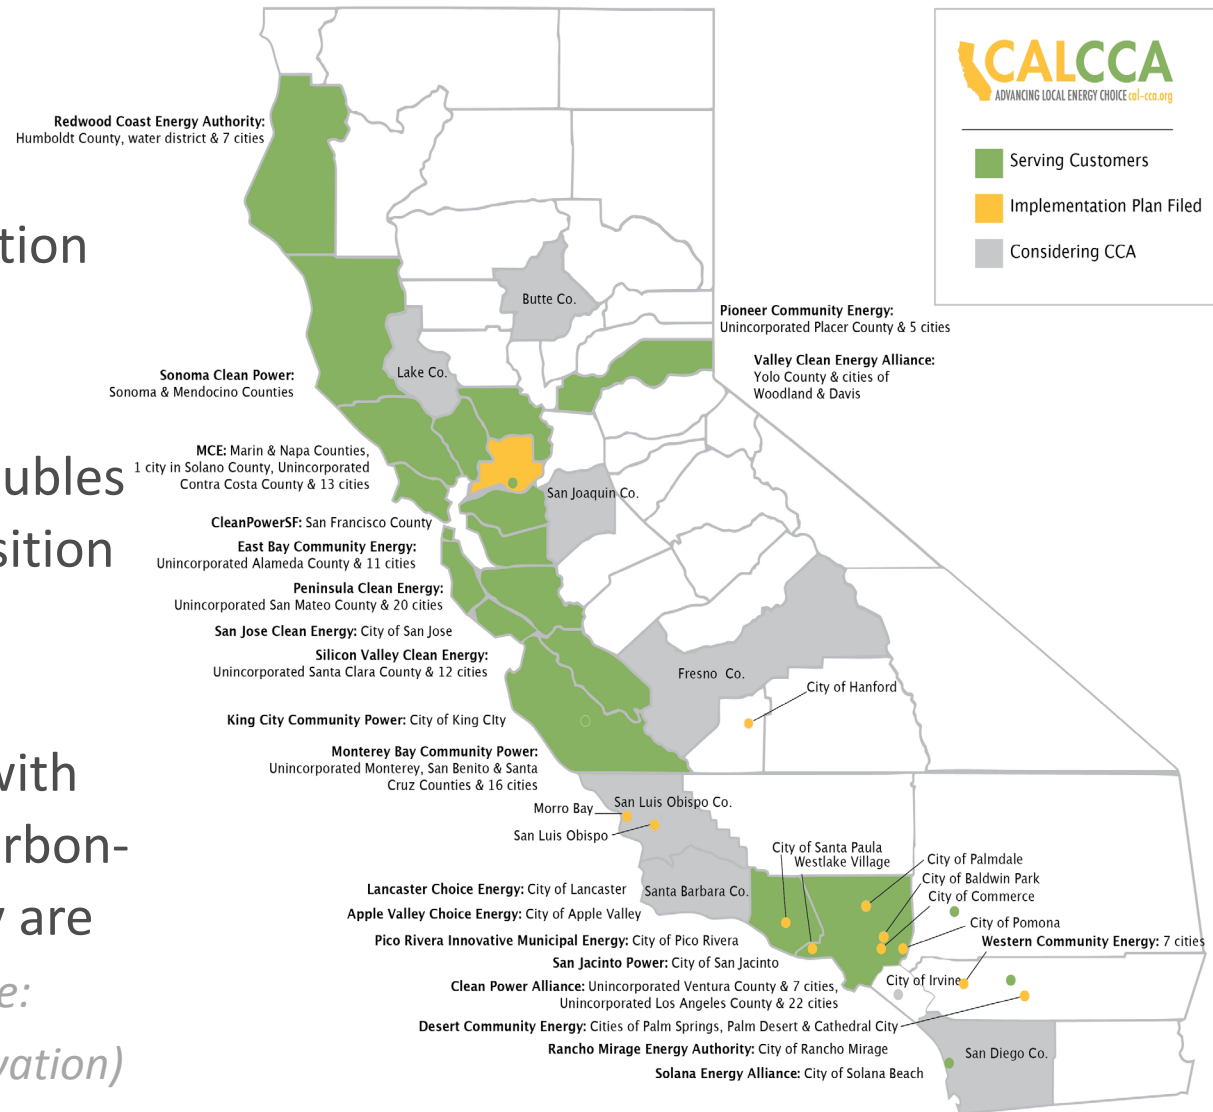 CALCCA
ADVANCING LOCAL ENERGY CHOICE cal-cca.org
Serving Customers
Implementation Plan Filed
Considering CCA
tion
ubles
sition
with
rbon-
y are
e:
vation)
Redwood Coast Energy Authority:
Humboldt County, water district & 7 cities
Butte Co.
Pioneer Community Energy:
Unincorporated Placer County & 5 cities
Valley Clean Energy Alliance:
Yolo County & cities of
Woodland & Davis
Lake Co.
Sonoma Clean Power:
Sonoma & Mendocino Counties
MCE: Marin & Napa Counties,
1 city in Solano County, Unincorporated
Contra Costa County & 13 cities
San Joaquin Co.
CleanPowerSF: San Francisco County
East Bay Community Energy:
Unincorporated Alameda County & 11 cities
Peninsula Clean Energy:
Unincorporated San Mateo County & 20 cities
San Jose Clean Energy: City of San Jose
Silicon Valley Clean Energy:
Unincorporated Santa Clara County & 12 cities
Fresno Co.
City of Hanford
King City Community Power: City of King CIty
Monterey Bay Community Power:
Unincorporated Monterey, San Benito & Santa
Cruz Counties & 16 cities
San Luis Obispo Co.
Morro Bay
San Luis Obispo
City of Santa Paula
Westlake Village
City of Palmdale
City of Baldwin Park
City of Commerce
City of Pomona
Western Community Energy: 7 cities
Santa Barbara Co.
Lancaster Choice Energy: City of Lancaster
Apple Valley Choice Energy: City of Apple Valley
Pico Rivera Innovative Municipal Energy: City of Pico Rivera
San Jacinto Power: City of San Jacinto
City of Irvine
Clean Power Alliance: Unincorporated Ventura County & 7 cities,
Unincorporated Los Angeles County & 22 cities
Desert Community Energy: Cities of Palm Springs, Palm Desert & Cathedral City
Rancho Mirage Energy Authority: City of Rancho Mirage
San Diego Co.
Solana Energy Alliance: City of Solana Beach